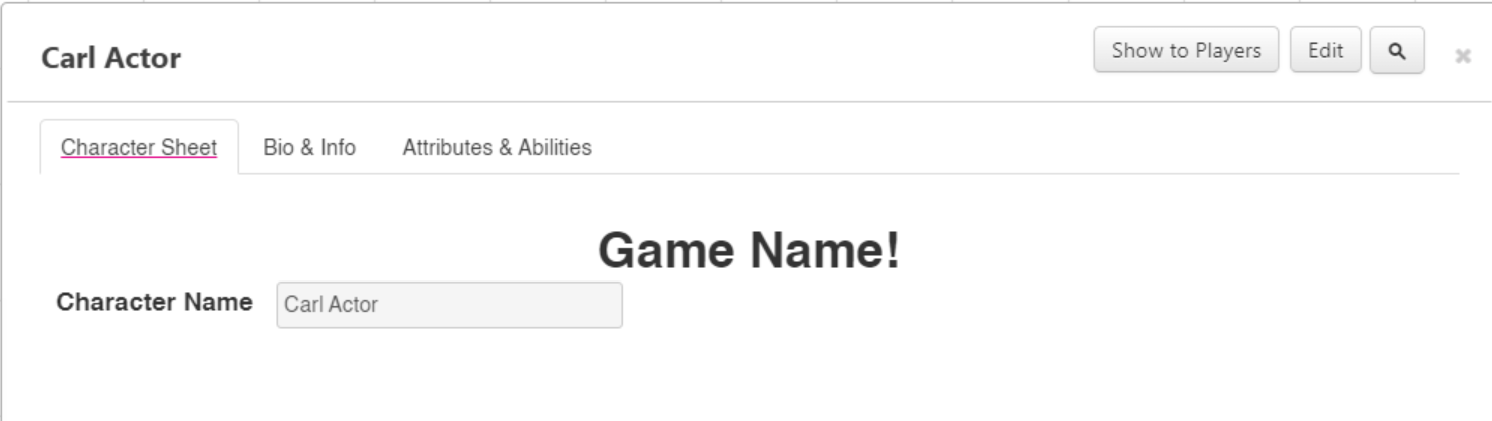 Carl Actor
Show to Players
Edit
Character Sheet
Bio & Info
Attributes & Abilities
Game Name!
Character Name
Carl Actor